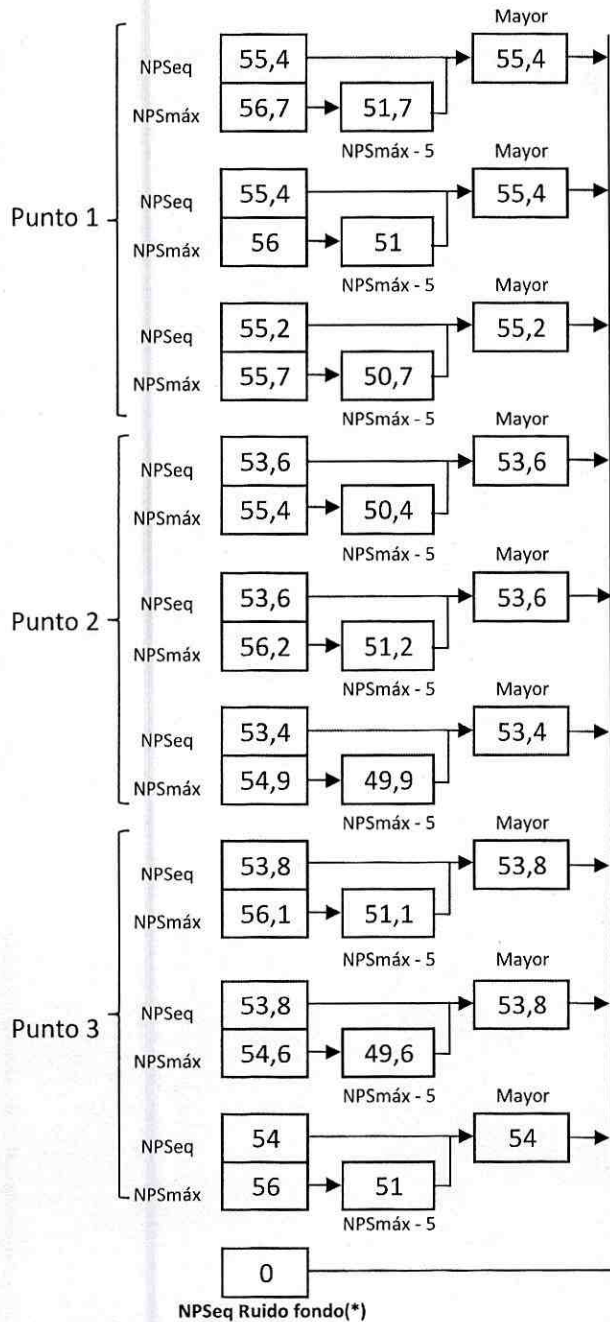 Mayor
NPSeq 55,4 55,4
NPSmáx 56,7 51,7
NPSmáx - 5
Mayor
Punto 1
NPSeq 55,4 55,4
NPSmáx 56 51
NPSmáx - 5
Mayor
NPSeq 55,2 55,2
NPSmáx 55,7 50,7
NPSmáx - 5
Mayor
NPSeq 53,6 53,6
NPSmáx 55,4 50,4
NPSmáx - 5
Mayor
Punto 2
NPSeq 53,6 53,6
NPSmáx 56,2 51,2
NPSmáx - 5
Mayor
NPSeq 53,4 53,4
NPSmáx 54,9 49,9
NPSmáx - 5
Mayor
NPSeq 53,8 53,8
NPSmáx 56,1 51,1
NPSmáx - 5
Mayor
Punto 3
NPSeq 53,8 53,8
NPSmáx 54,6 49,6
NPSmáx - 5
Mayor
NPSeq 54 54
NPSmáx 56 51
NPSmáx - 5
0
NPSeq Ruido fondo(*)